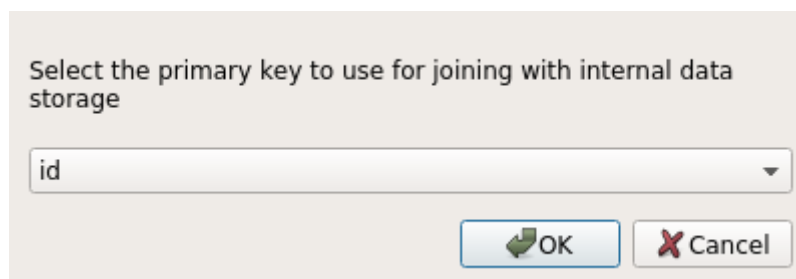 Select the primary key to use for joining with internal data
storage
id
OK
Cancel